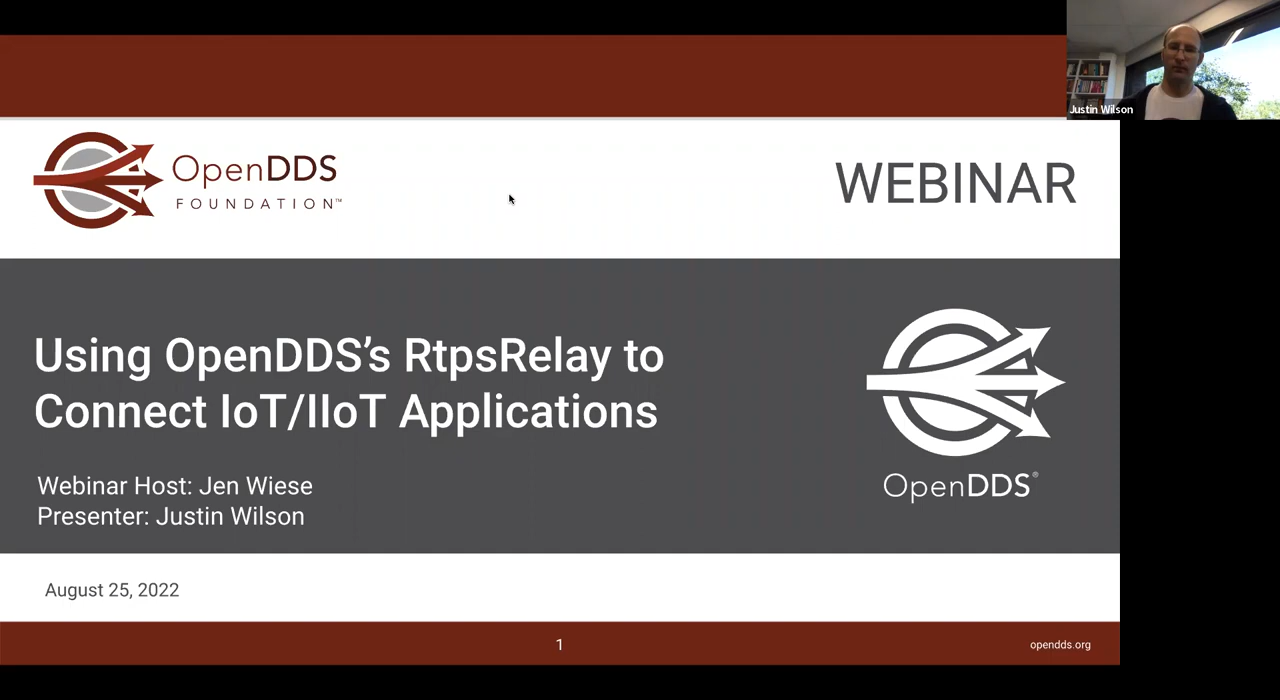 Justin Wilson
OpenDDS
FOUNDATION™
WEBINAR
Using OpenDDS's RtpsRelay to
Connect IoT/IIoT Applications
OpenDDS®
Webinar Host: Jen Wiese
Presenter: Justin Wilson
August 25, 2022
1
opendds.org